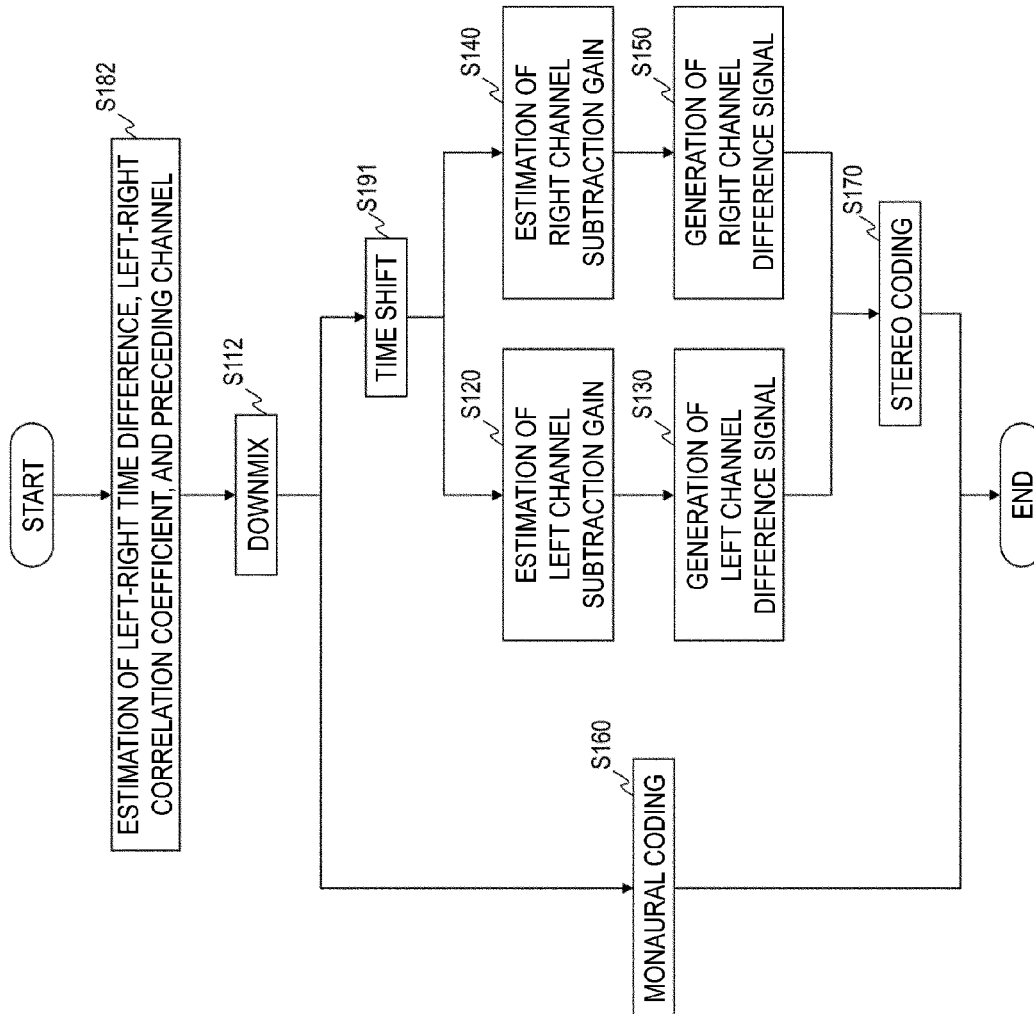 START
S182
ESTIMATION OF LEFT-RIGHT TIME DIFFERENCE, LEFT-RIGHT
CORRELATION COEFFICIENT, AND PRECEDING CHANNEL
S112
DOWNMIX
S191
TIME SHIFT
S120
ESTIMATION OF
LEFT CHANNEL
SUBTRACTION GAIN
S140
ESTIMATION OF
RIGHT CHANNEL
SUBTRACTION GAIN
S160
MONAURAL CODING
S130
GENERATION OF
LEFT CHANNEL
DIFFERENCE SIGNAL
S150
GENERATION OF
RIGHT CHANNEL
DIFFERENCE SIGNAL
S170
STEREO CODING
END